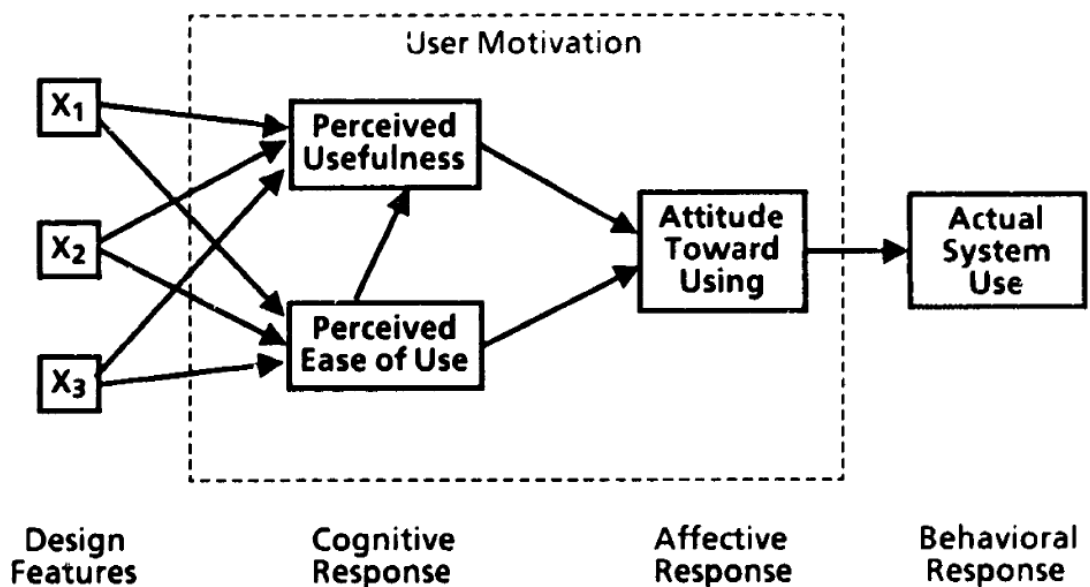 User Motivation
X1
Perceived
Usefulness
X2
Attitude
Toward
Using
Actual
System
Use
Perceived
Ease of Use
X3
Design
Features
Cognitive
Response
Affective
Response
Behavioral
Response